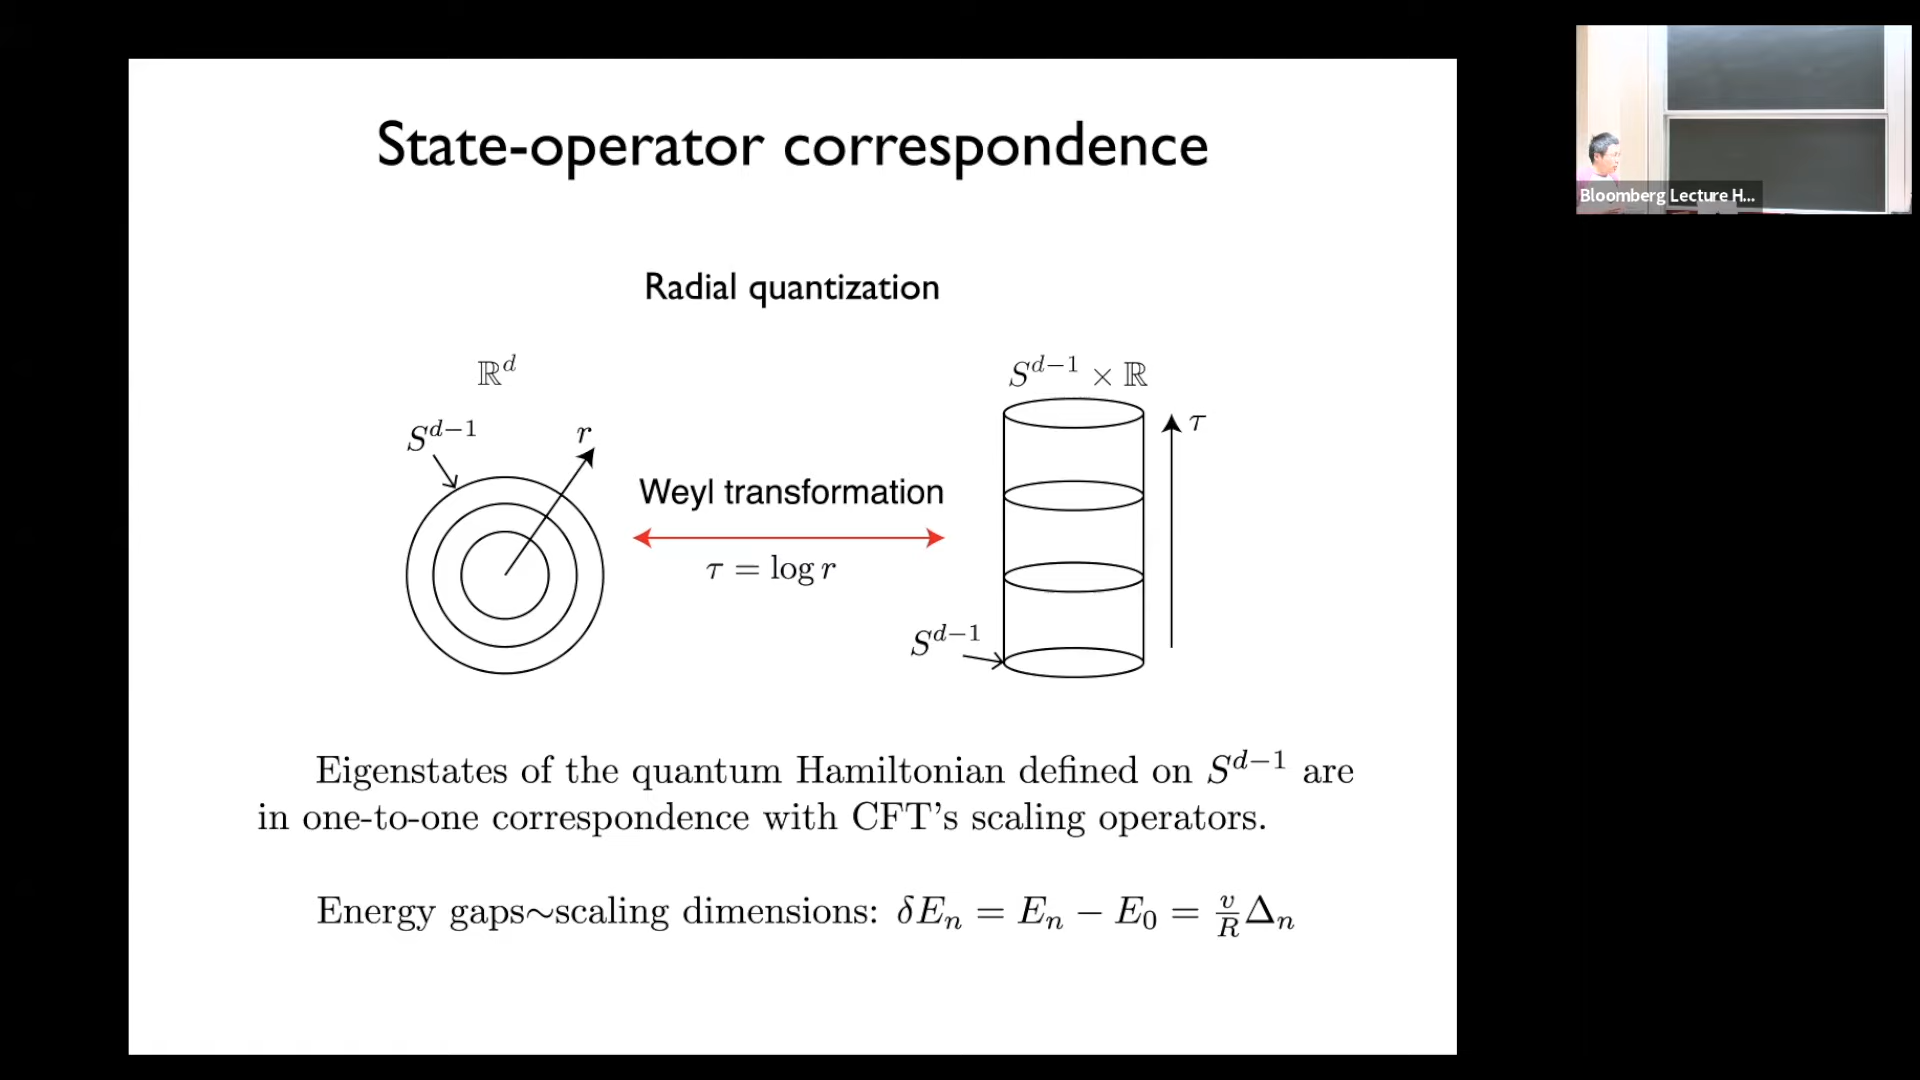 State-operator correspondence
Radial quantization
ℝ^d
S^{d−1} × ℝ
S^{d−1}
r
τ
Weyl transformation
τ = log r
S^{d−1}
Eigenstates of the quantum Hamiltonian defined on S^{d−1} are
in one-to-one correspondence with CFT's scaling operators.
Energy gaps~scaling dimensions: δE_n = E_n − E_0 = \frac{v}{R}Δ_n
Bloomberg Lecture H...